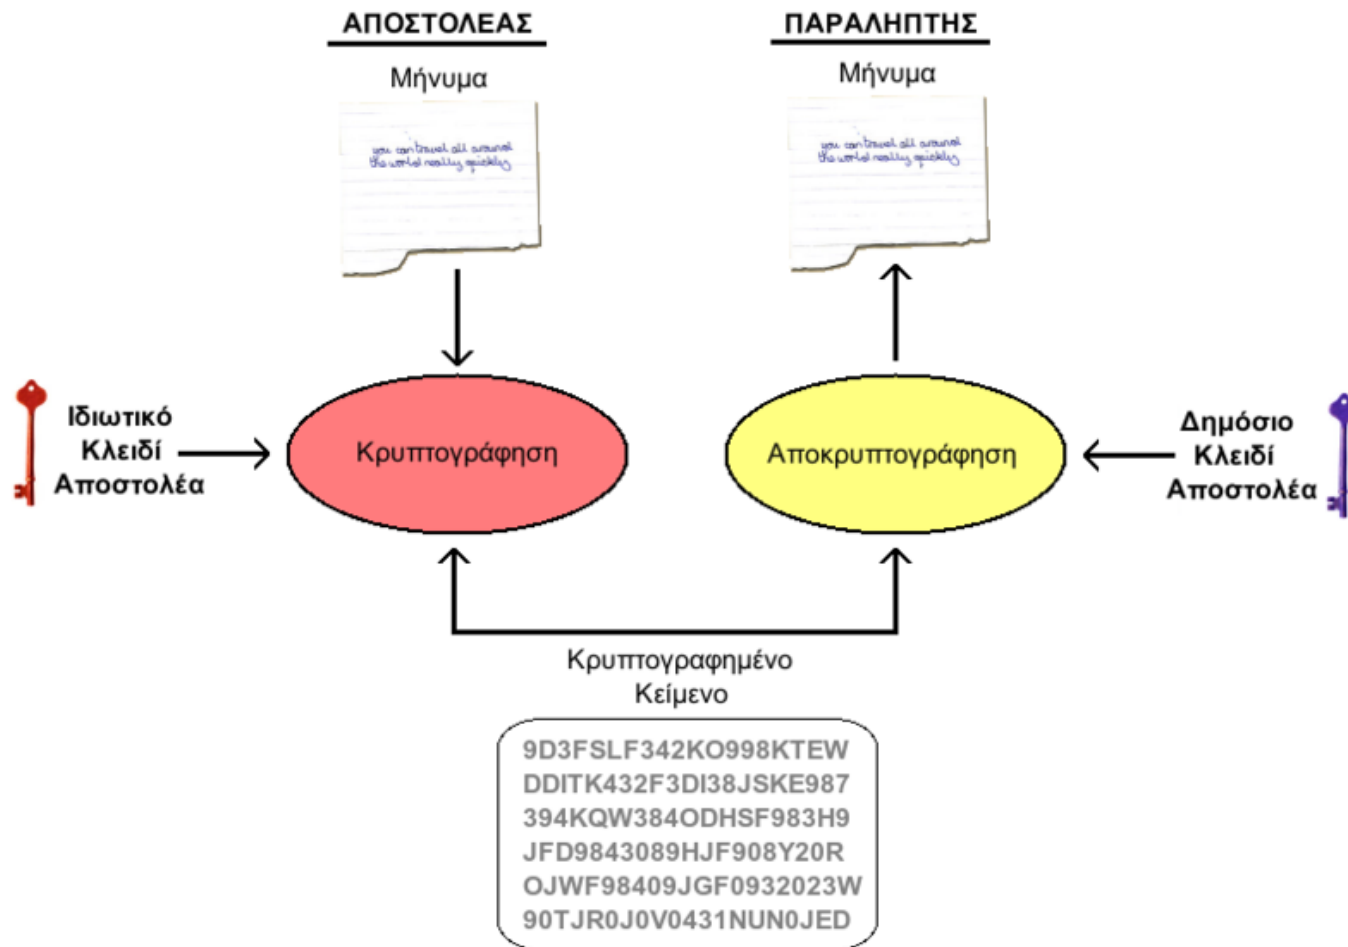 ΑΠΟΣΤΟΛΕΑΣ
Μήνυμα
you can travel all around
the world really quickly
ΠΑΡΑΛΗΠΤΗΣ
Μήνυμα
you can travel all around
the world really quickly
Ιδιωτικό
Κλειδί
Αποστολέα
Κρυπτογράφηση
Αποκρυπτογράφηση
Δημόσιο
Κλειδί
Αποστολέα
Κρυπτογραφημένο
Κείμενο
9D3FSLF342KO998KTEW
DDITK432F3DI38JSKE987
394KQW384ODHSF983H9
JFD9843089HJF908Y20R
OJWF98409JGF0932023W
90TJR0J0V0431NUN0JED